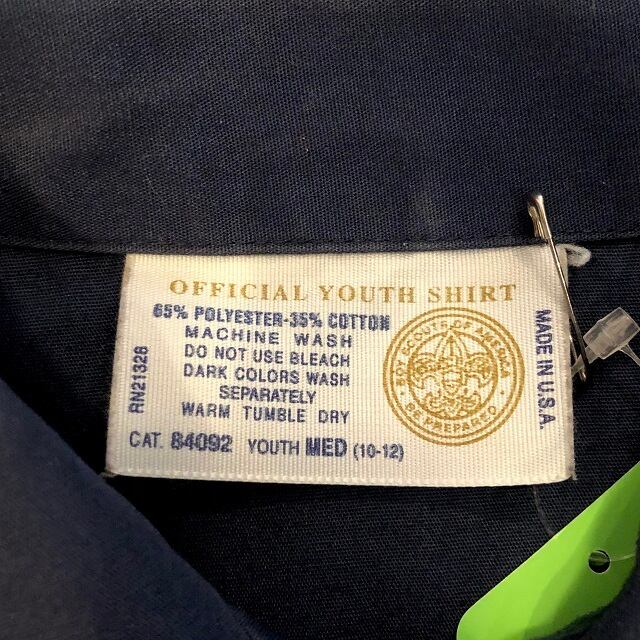 OFFICIAL YOUTH SHIRT
65% POLYESTER-35% COTTON
MACHINE WASH
DO NOT USE BLEACH
DARK COLORS WASH
SEPARATELY
WARM TUMBLE DRY
CAT. 84092 YOUTH MED (10-12)
RN21326
BOY SCOUTS OF AMERICA
BE PREPARED
MADE IN U.S.A.